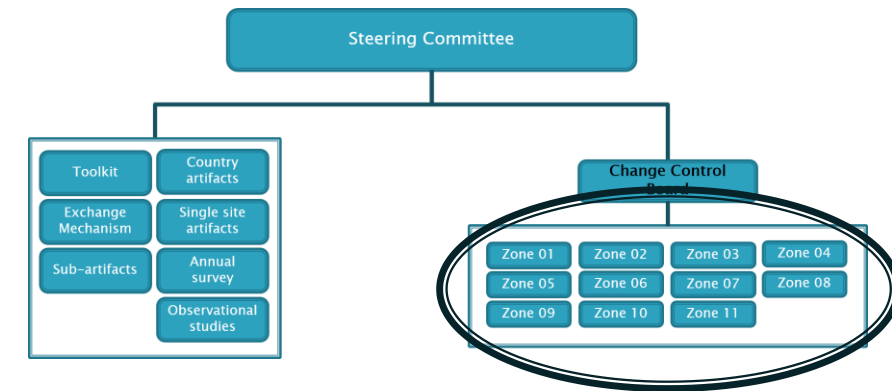 Steering Committee
Toolkit
Country
artifacts
Exchange
Mechanism
Single site
artifacts
Sub-artifacts
Annual
survey
Observational
studies
Change Control
Board
Zone 01
Zone 02
Zone 03
Zone 04
Zone 05
Zone 06
Zone 07
Zone 08
Zone 09
Zone 10
Zone 11